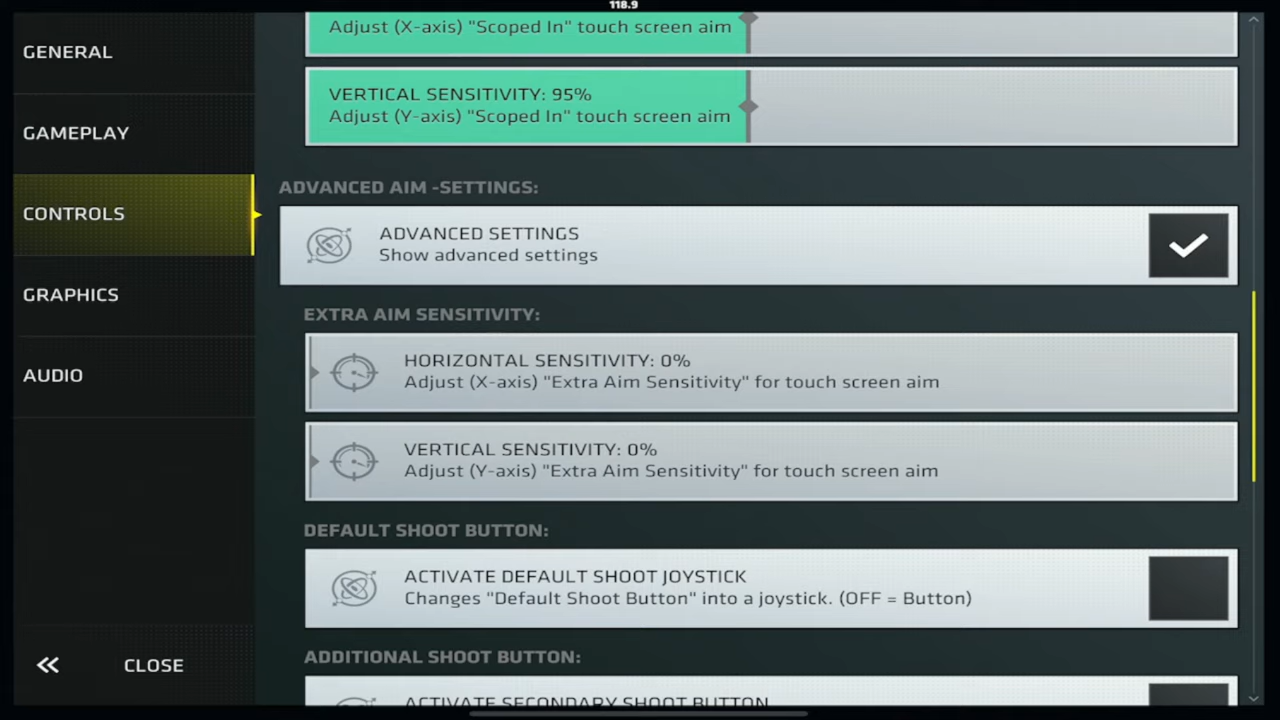 118.9
GENERAL
GAMEPLAY
CONTROLS
GRAPHICS
AUDIO
CLOSE
Adjust (X-axis) "Scoped In" touch screen aim
VERTICAL SENSITIVITY: 95%
Adjust (Y-axis) "Scoped In" touch screen aim
ADVANCED AIM -SETTINGS:
ADVANCED SETTINGS
Show advanced settings
EXTRA AIM SENSITIVITY:
HORIZONTAL SENSITIVITY: 0%
Adjust (X-axis) "Extra Aim Sensitivity" for touch screen aim
VERTICAL SENSITIVITY: 0%
Adjust (Y-axis) "Extra Aim Sensitivity" for touch screen aim
DEFAULT SHOOT BUTTON:
ACTIVATE DEFAULT SHOOT JOYSTICK
Changes "Default Shoot Button" into a joystick. (OFF = Button)
ADDITIONAL SHOOT BUTTON:
ACTIVATE SECONDARY SHOOT BUTTON